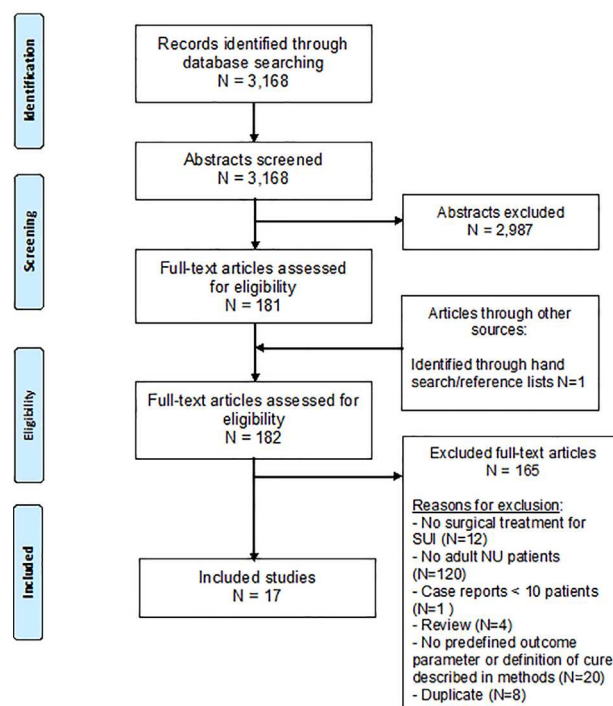 Identification
Records identified through
database searching
N = 3,168
Abstracts screened
N = 3,168
Screening
Abstracts excluded
N = 2,987
Full-text articles assessed
for eligibility
N = 181
Articles through other
sources:
Identified through hand
search/reference lists N=1
Eligibility
Full-text articles assessed for
eligibility
N = 182
Excluded full-text articles
N = 165
Reasons for exclusion:
- No surgical treatment for
SUI (N=12)
- No adult NU patients
(N=120)
- Case reports < 10 patients
(N=1 )
- Review (N=4)
- No predefined outcome
parameter or definition of cure
described in methods (N=20)
- Duplicate (N=8)
Included
Included studies
N = 17